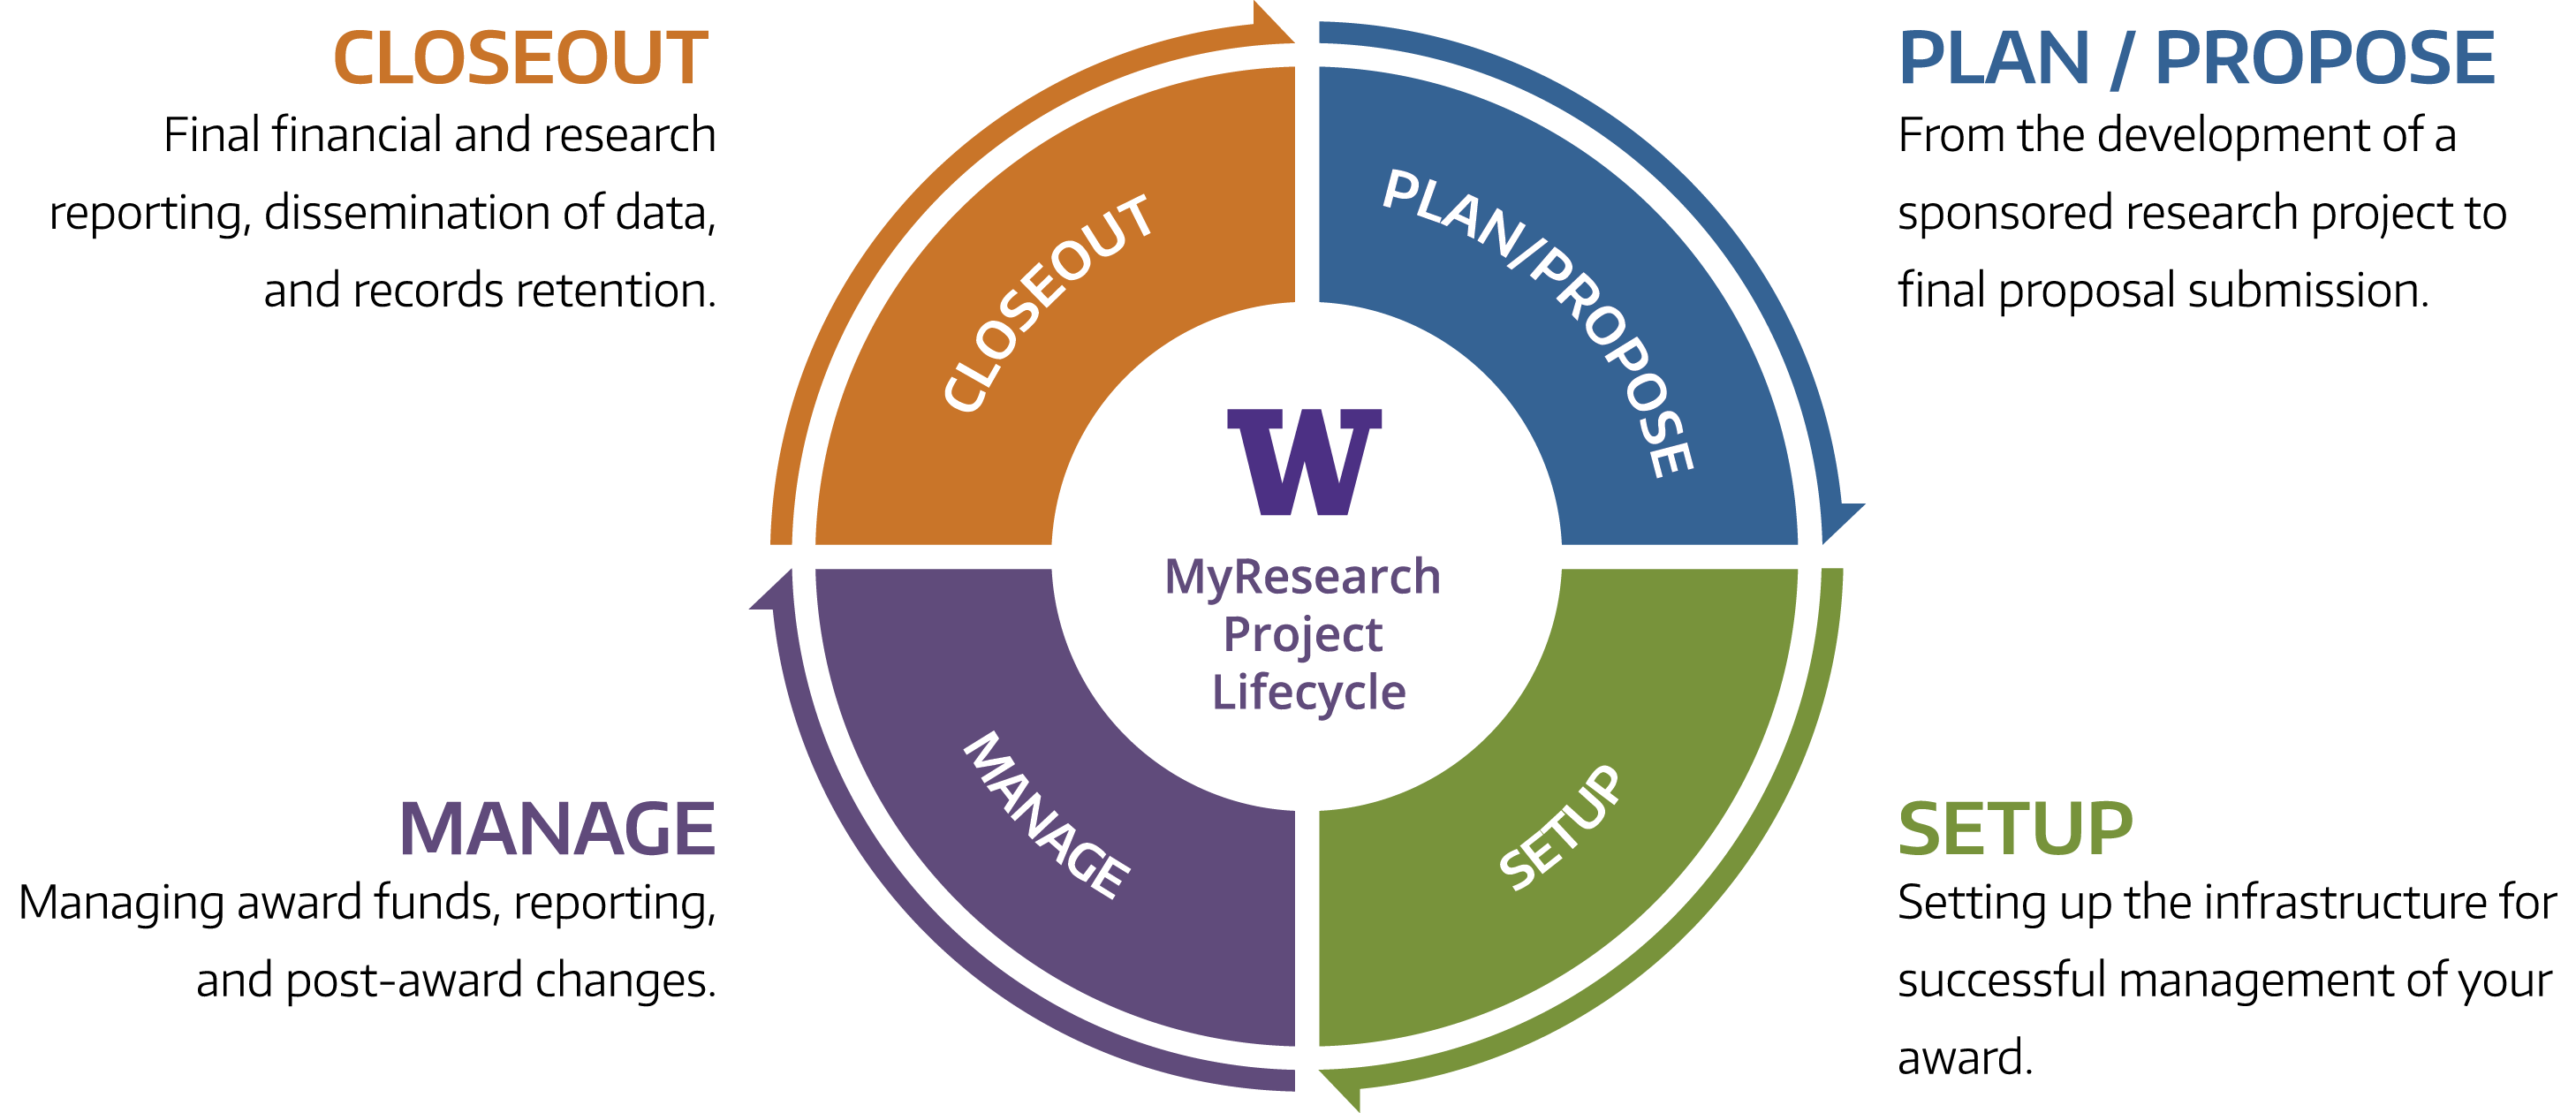 CLOSEOUT
Final financial and research
reporting, dissemination of data,
and records retention.
PLAN / PROPOSE
From the development of a
sponsored research project to
final proposal submission.
CLOSEOUT
PLAN/PROPOSE
W
MyResearch
Project
Lifecycle
MANAGE
SETUP
MANAGE
Managing award funds, reporting,
and post-award changes.
SETUP
Setting up the infrastructure for
successful management of your
award.